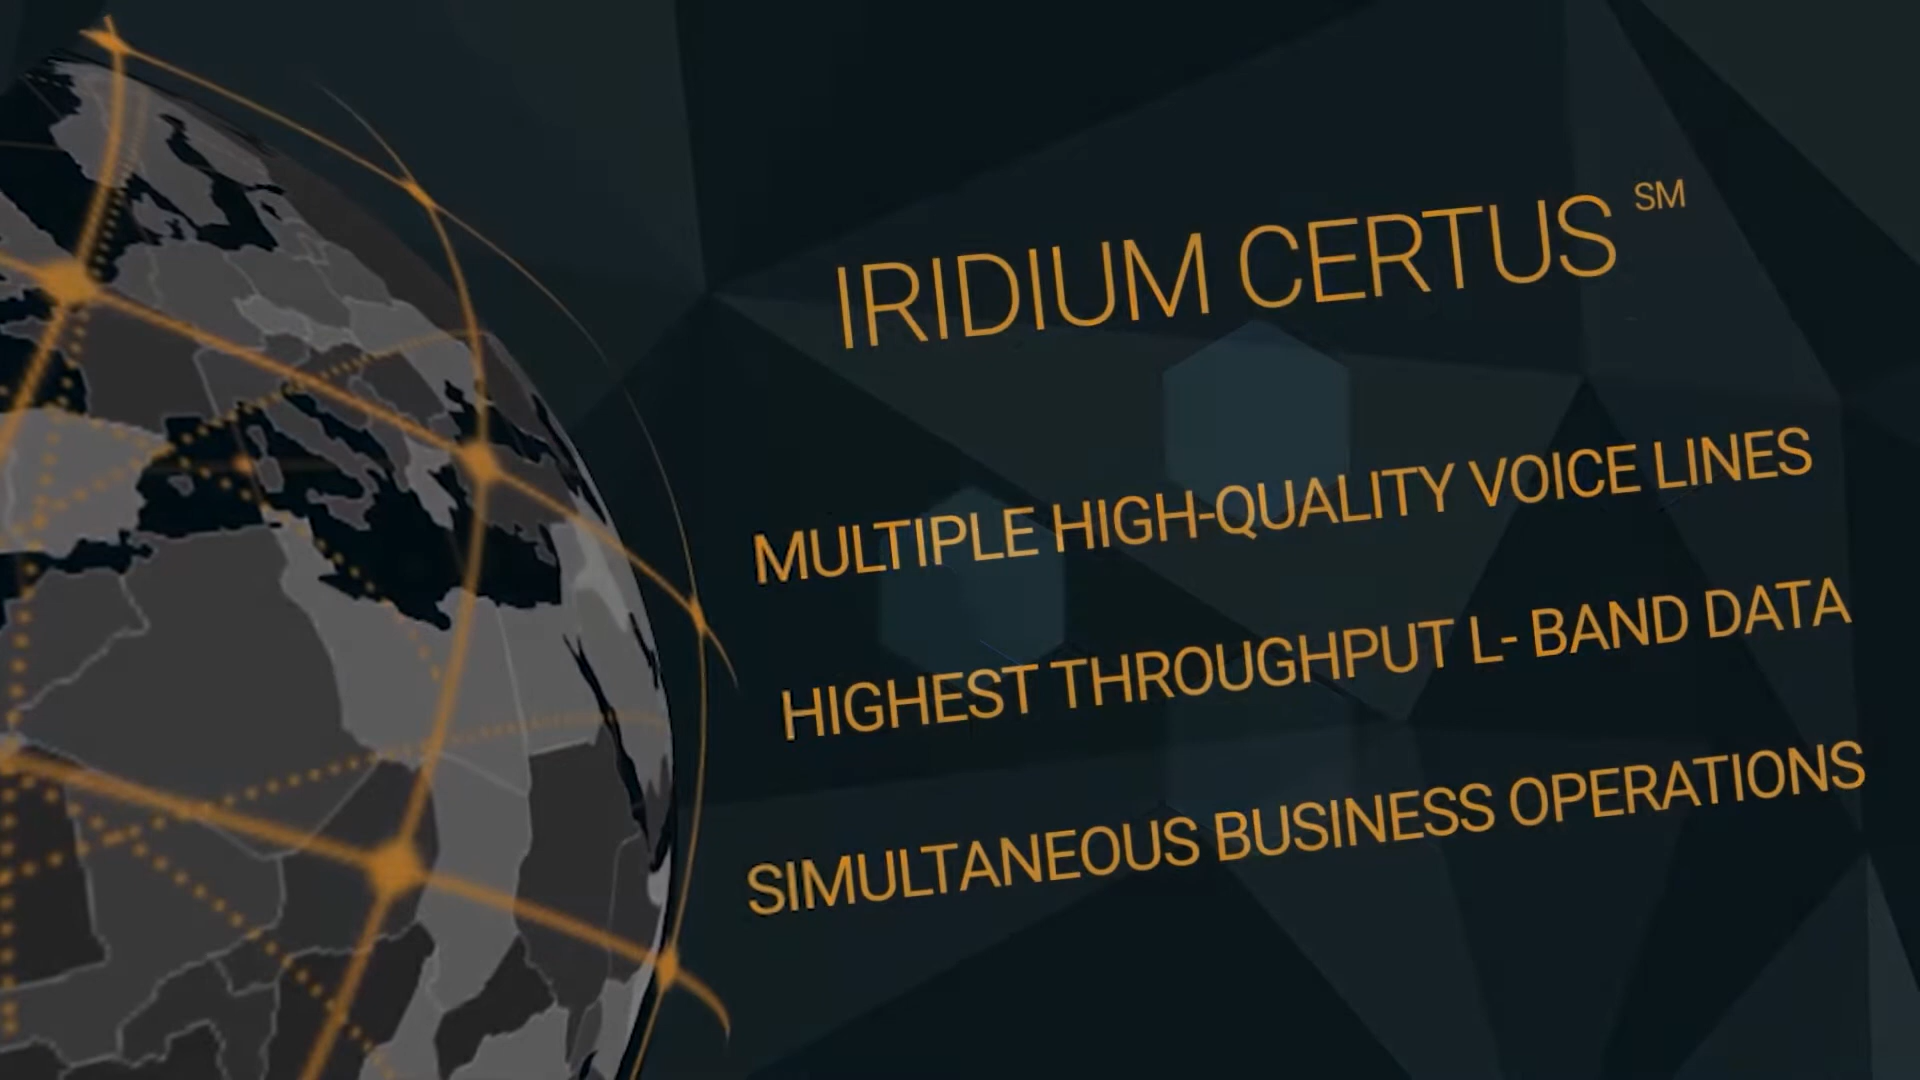 IRIDIUM CERTUS SM
MULTIPLE HIGH-QUALITY VOICE LINES
HIGHEST THROUGHPUT L- BAND DATA
SIMULTANEOUS BUSINESS OPERATIONS